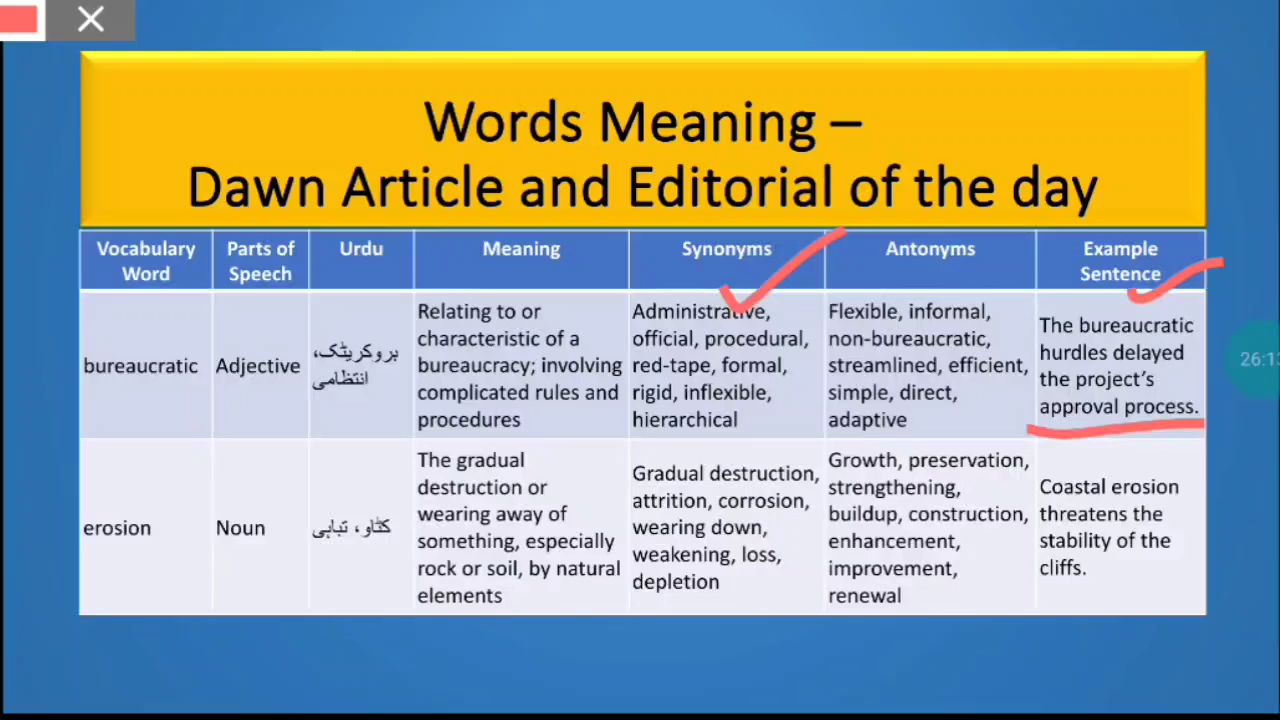 Words Meaning –
Dawn Article and Editorial of the day
Vocabulary
Word
Parts of
Speech
Urdu
Meaning
Synonyms
Antonyms
Example
Sentence
bureaucratic
Adjective
بروکریٹک،
انتظامی
Relating to or
characteristic of a
bureaucracy; involving
complicated rules and
procedures
Administrative,
official, procedural,
red-tape, formal,
rigid, inflexible,
hierarchical
Flexible, informal,
non-bureaucratic,
streamlined, efficient,
simple, direct,
adaptive
The bureaucratic
hurdles delayed
the project's
approval process.
erosion
Noun
کٹاو، تباہی
The gradual
destruction or
wearing away of
something, especially
rock or soil, by natural
elements
Gradual destruction,
attrition, corrosion,
wearing down,
weakening, loss,
depletion
Growth, preservation,
strengthening,
buildup, construction,
enhancement,
improvement,
renewal
Coastal erosion
threatens the
stability of the
cliffs.